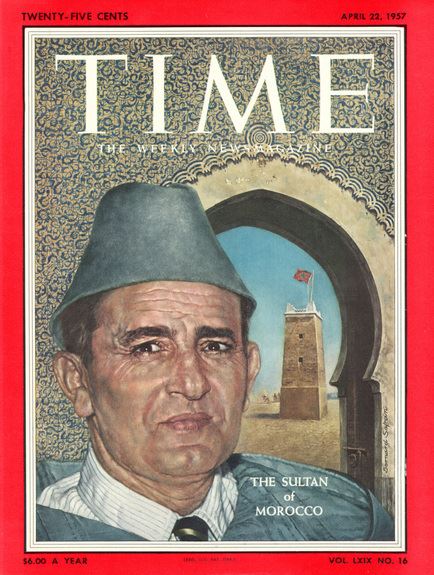 TWENTY-FIVE CENTS
APRIL 22, 1957
TIME
THE WEEKLY NEWSMAGAZINE
THE SULTAN
of
MOROCCO
$6.00 A YEAR
VOL. LXIX NO. 16